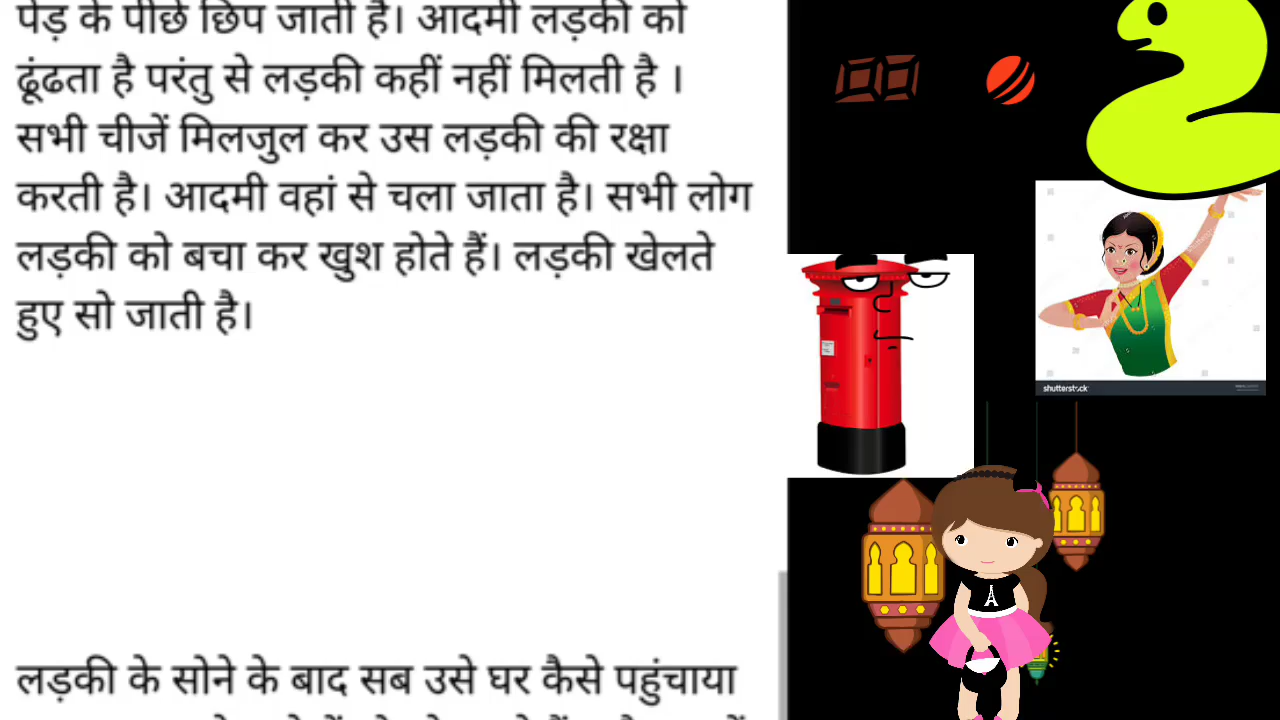 पेड़ के पीछे छिप जाती है। आदमी लड़की को
ढूंढता है परंतु से लड़की कहीं नहीं मिलती है ।
सभी चीजें मिलजुल कर उस लड़की की रक्षा
करती है। आदमी वहां से चला जाता है। सभी लोग
लड़की को बचा कर खुश होते हैं। लड़की खेलते
हुए सो जाती है।
लड़की के सोने के बाद सब उसे घर कैसे पहुंचाया
shutterstock